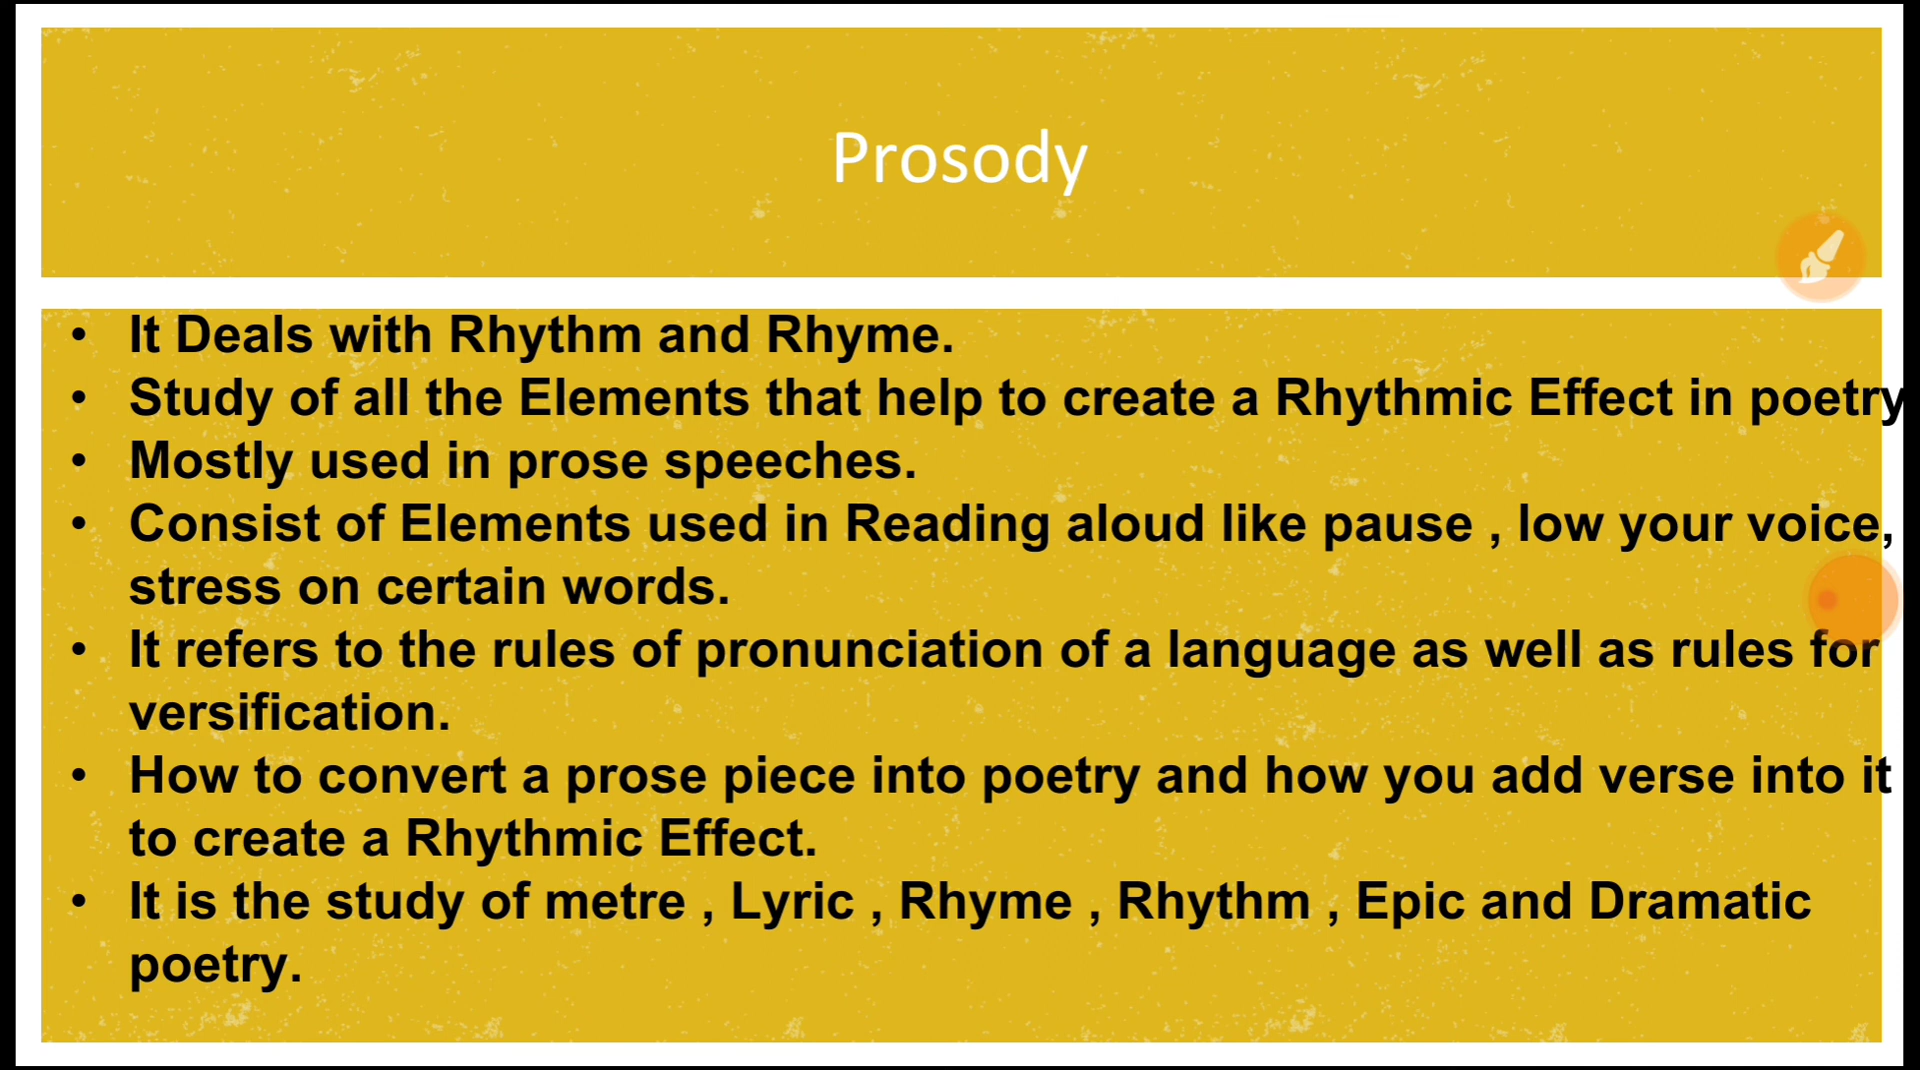 Prosody
• It Deals with Rhythm and Rhyme.
• Study of all the Elements that help to create a Rhythmic Effect in poetry
• Mostly used in prose speeches.
• Consist of Elements used in Reading aloud like pause , low your voice,
stress on certain words.
• It refers to the rules of pronunciation of a language as well as rules for
versification.
• How to convert a prose piece into poetry and how you add verse into it
to create a Rhythmic Effect.
• It is the study of metre , Lyric , Rhyme , Rhythm , Epic and Dramatic
poetry.